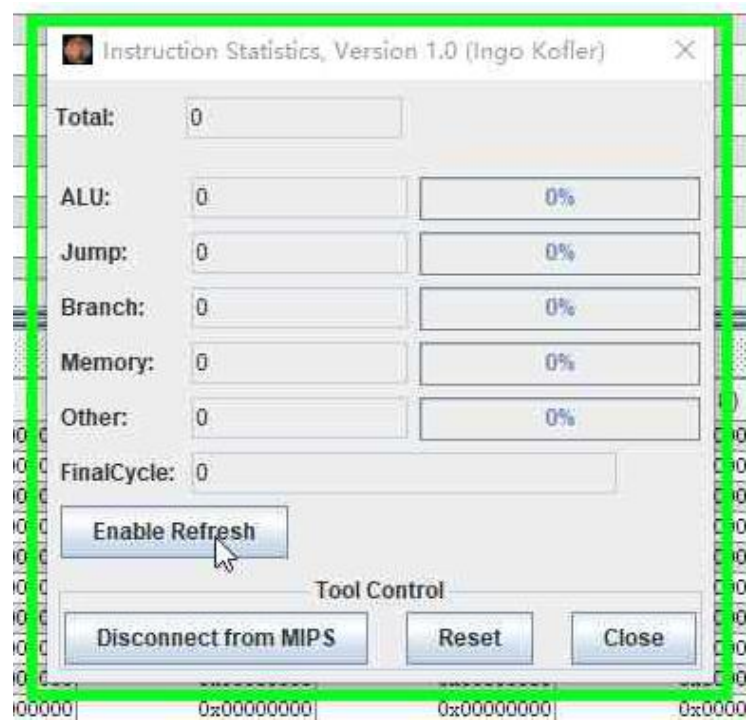 Instruction Statistics, Version 1.0 (Ingo Kofler)
Total: 0
ALU: 0 0%
Jump: 0 0%
Branch: 0 0%
Memory: 0 0%
Other: 0 0%
FinalCycle: 0
Enable Refresh
Tool Control
Disconnect from MIPS Reset Close
0x00000000 0x00000000